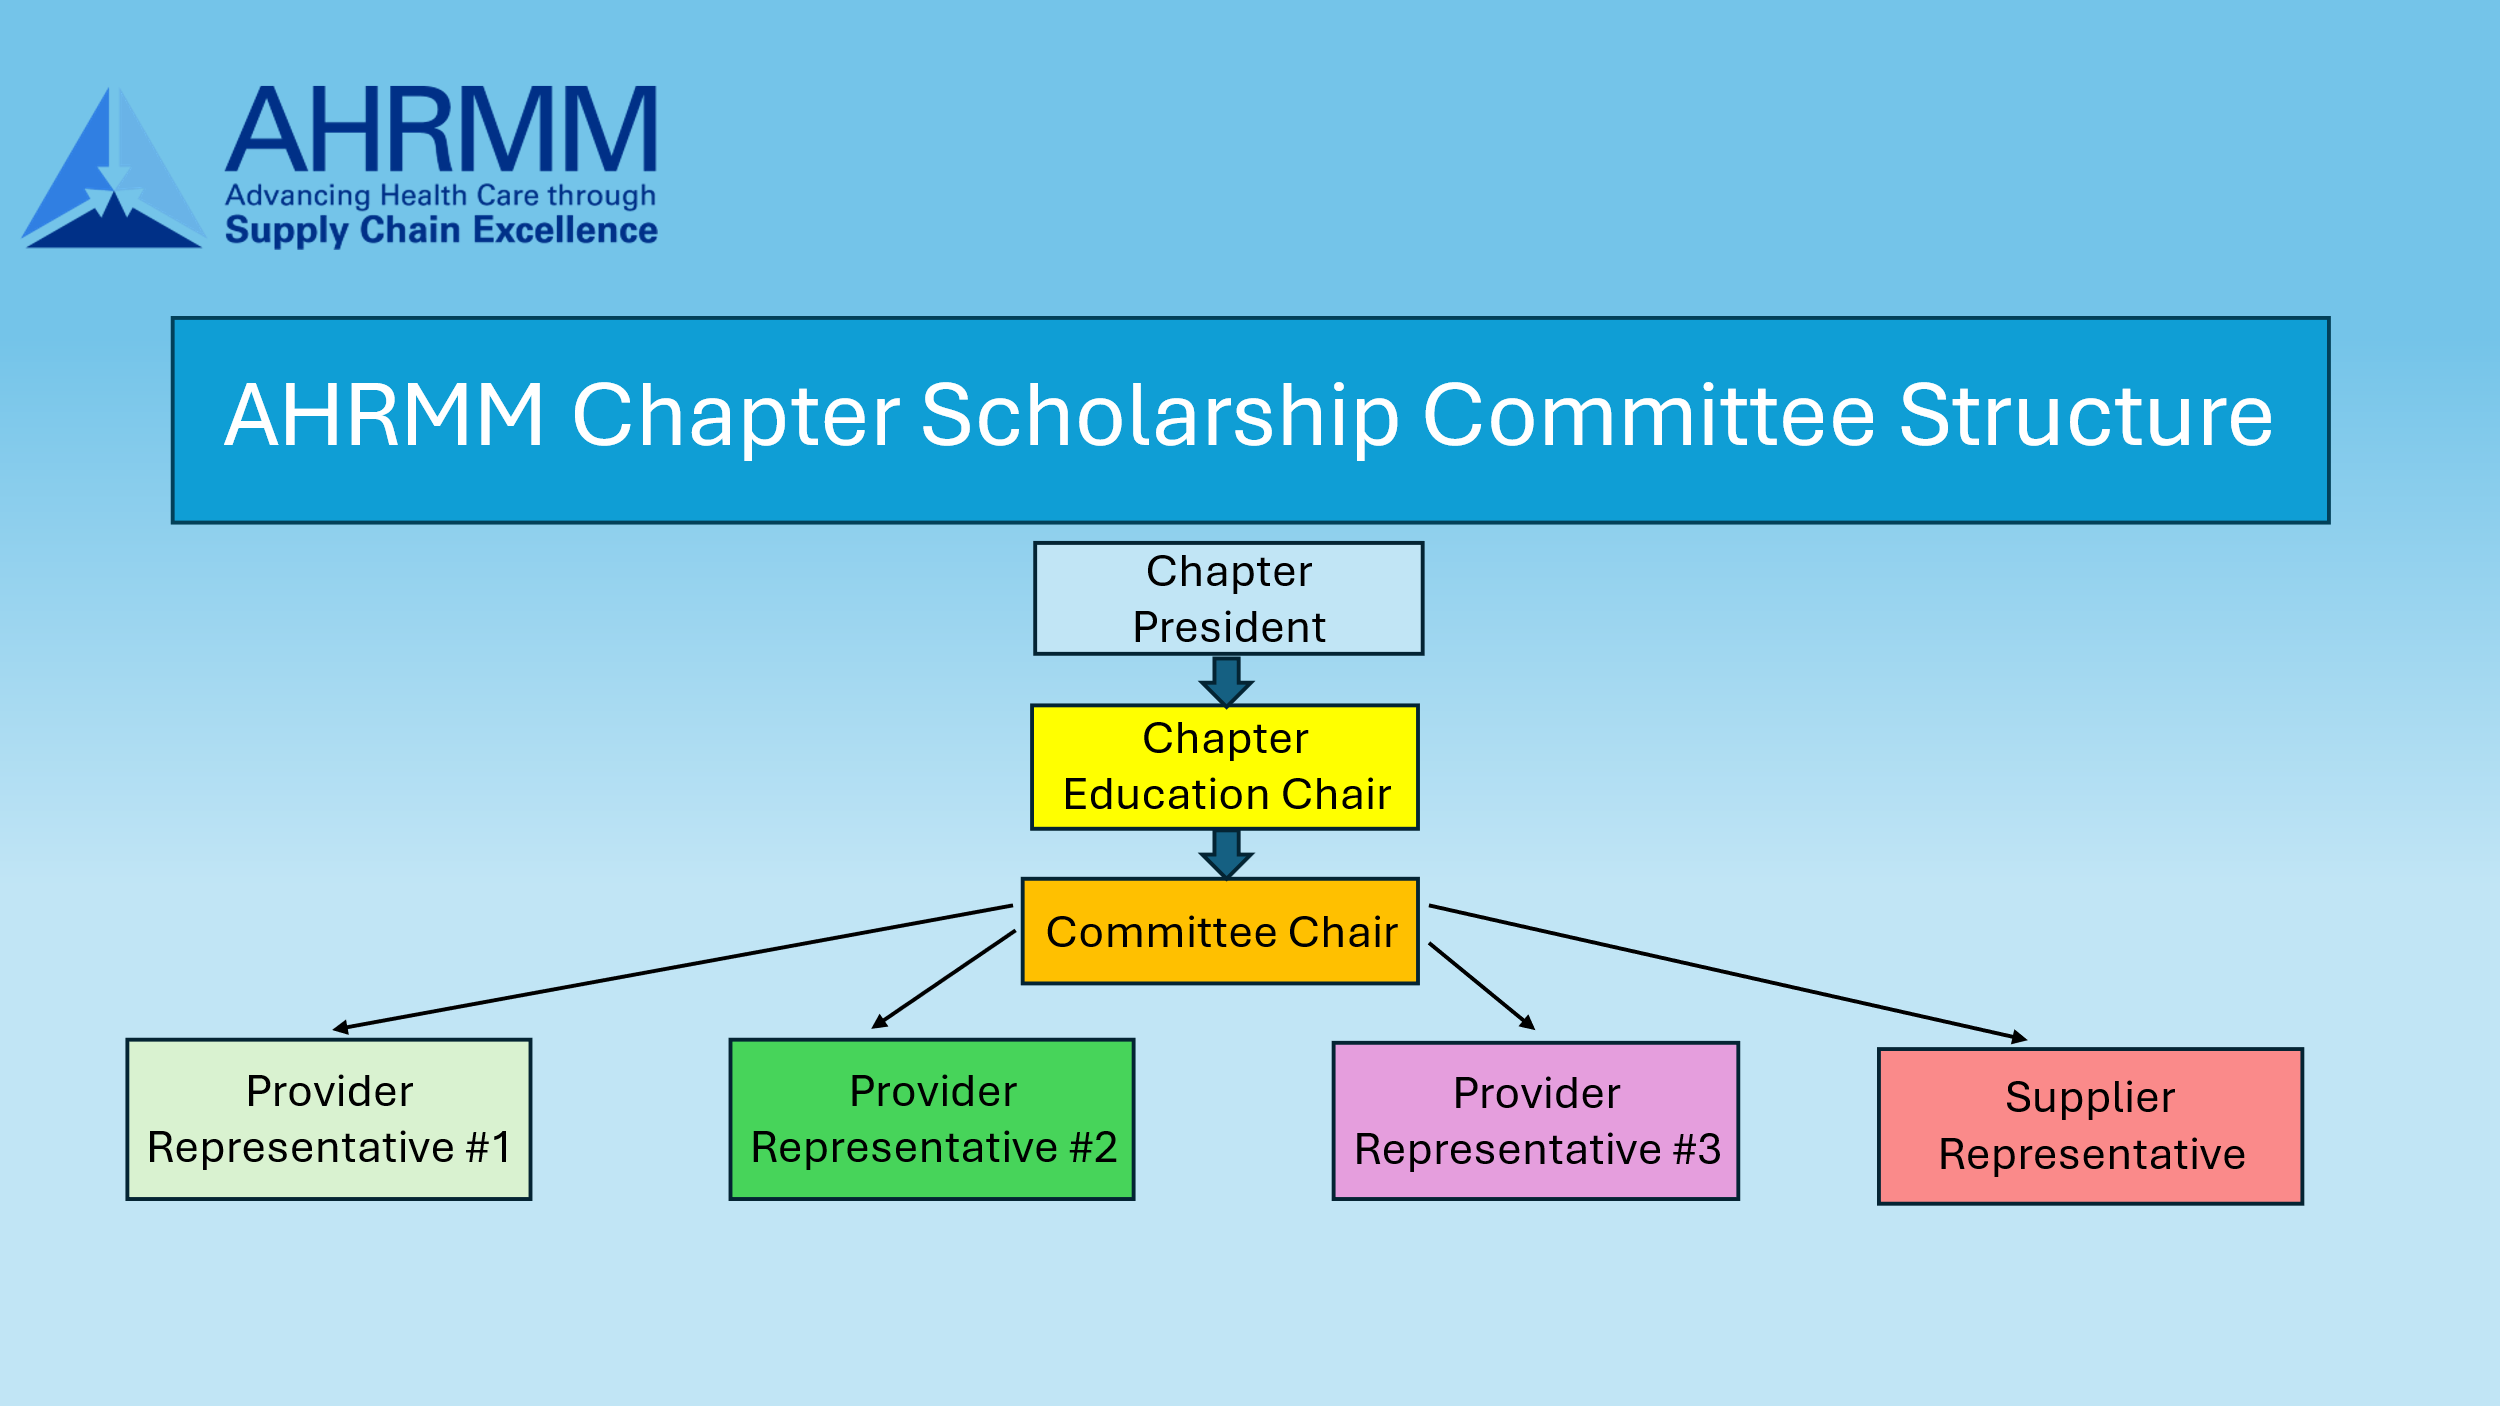 AHRMM
Advancing Health Care through
Supply Chain Excellence
AHRMM Chapter Scholarship Committee Structure
Chapter
President
Chapter
Education Chair
Committee Chair
Provider
Representative #1
Provider
Representative #2
Provider
Representative #3
Supplier
Representative